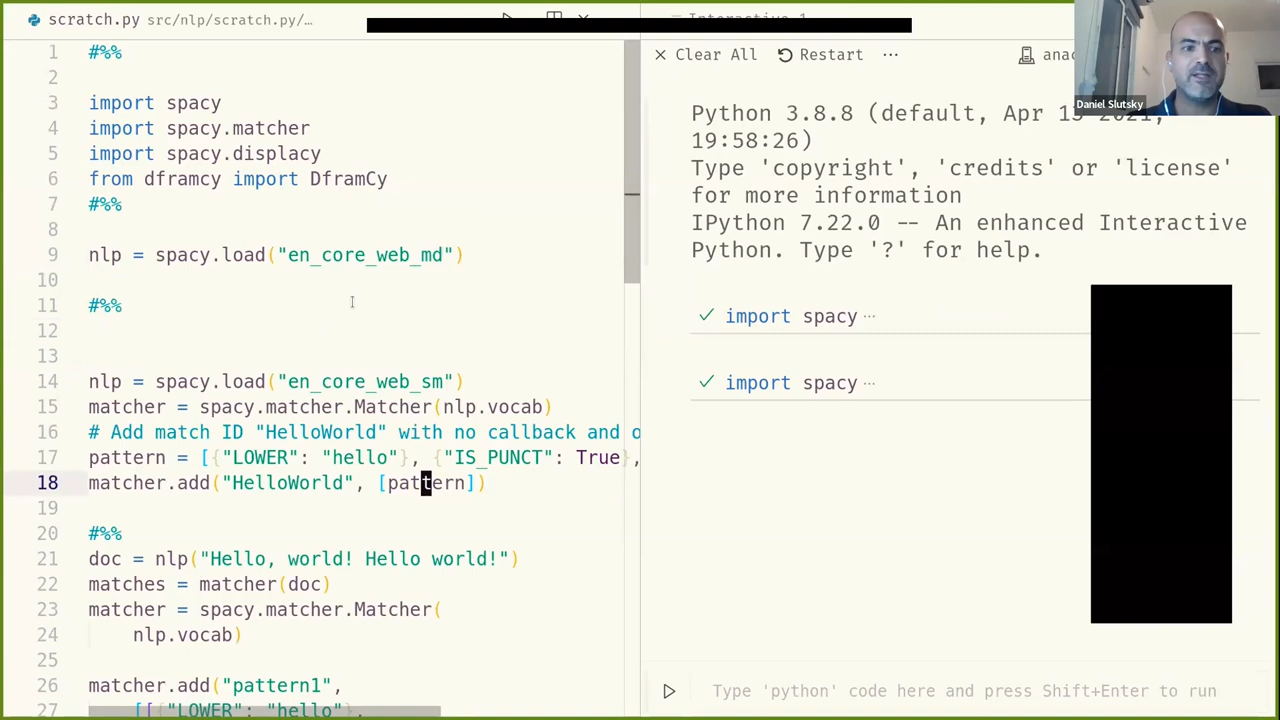 scratch.py src/nlp/scratch.py/…
1 #%%
2
3 import spacy
4 import spacy.matcher
5 import spacy.displacy
6 from dframcy import DframCy
7 #%%
8
9 nlp = spacy.load("en_core_web_md")
10
11 #%%
12
13
14 nlp = spacy.load("en_core_web_sm")
15 matcher = spacy.matcher.Matcher(nlp.vocab)
16 # Add match ID "HelloWorld" with no callback and o
17 pattern = [{"LOWER": "hello"}, {"IS_PUNCT": True},
18 matcher.add("HelloWorld", [pattern])
19
20 #%%
21 doc = nlp("Hello, world! Hello world!")
22 matches = matcher(doc)
23 matcher = spacy.matcher.Matcher(
24 nlp.vocab)
25
26 matcher.add("pattern1",
27 [[{"LOWER": "hello"},
Clear All Restart ··· anac
Daniel Slutsky
Python 3.8.8 (default, Apr 13 2021,
19:58:26)
Type 'copyright', 'credits' or 'license'
for more information
IPython 7.22.0 -- An enhanced Interactive
Python. Type '?' for help.
import spacy ···
import spacy ···
Type 'python' code here and press Shift+Enter to run